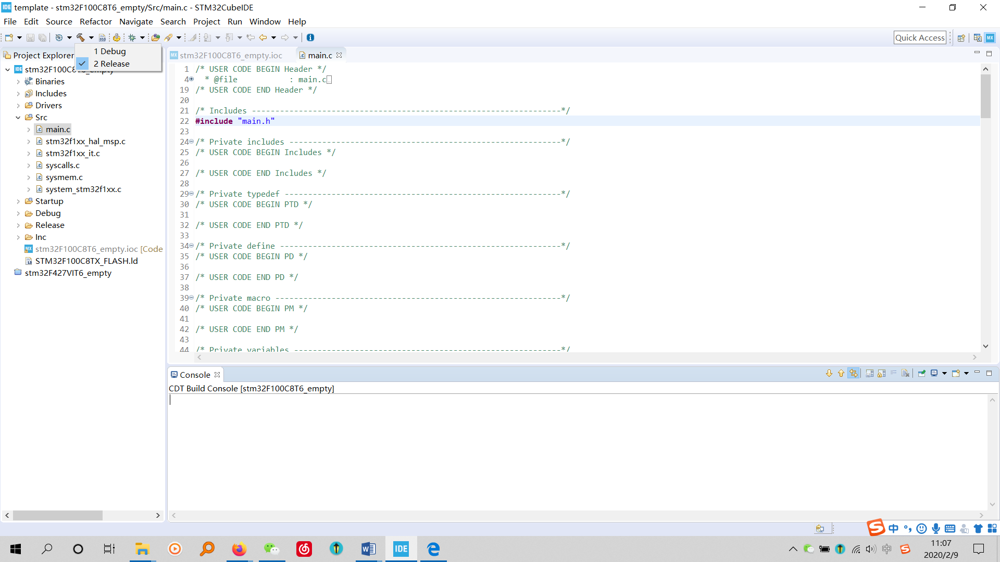 IDE template - stm32F100C8T6_empty/Src/main.c - STM32CubeIDE
File Edit Source Refactor Navigate Search Project Run Window Help
010
Quick Access
MX
1 Debug
2 Release
Project Explorer
IDE stm32F100C8T6_empty
Binaries
Includes
Drivers
Src
main.c
stm32f1xx_hal_msp.c
stm32f1xx_it.c
syscalls.c
sysmem.c
system_stm32f1xx.c
Startup
Debug
Release
Inc
MX stm32F100C8T6_empty.ioc [Code
STM32F100C8TX_FLASH.ld
stm32F427VIT6_empty
MX stm32F100C8T6_empty.ioc
main.c
1 /* USER CODE BEGIN Header */
4 * @file : main.c
19 /* USER CODE END Header */
20
21 /* Includes ------------------------------------------------------------------*/
22 #include "main.h"
23
24 /* Private includes ----------------------------------------------------------*/
25 /* USER CODE BEGIN Includes */
26
27 /* USER CODE END Includes */
28
29 /* Private typedef -----------------------------------------------------------*/
30 /* USER CODE BEGIN PTD */
31
32 /* USER CODE END PTD */
33
34 /* Private define ------------------------------------------------------------*/
35 /* USER CODE BEGIN PD */
36
37 /* USER CODE END PD */
38
39 /* Private macro -------------------------------------------------------------*/
40 /* USER CODE BEGIN PM */
41
42 /* USER CODE END PM */
43
44 /* Private variables ---------------------------------------------------------*/
Console
CDT Build Console [stm32F100C8T6_empty]
S 中
IDE
中
11:07
2020/2/9